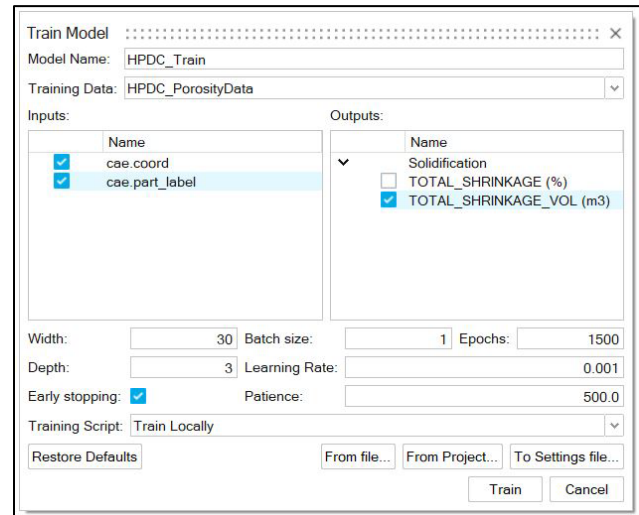 Train Model
Model Name: HPDC_Train
Training Data: HPDC_PorosityData
Inputs:
Name
cae.coord
cae.part_label
Outputs:
Name
Solidification
TOTAL_SHRINKAGE (%)
TOTAL_SHRINKAGE_VOL (m3)
Width: 30 Batch size: 1 Epochs: 1500
Depth: 3 Learning Rate: 0.001
Early stopping: Patience: 500.0
Training Script: Train Locally
Restore Defaults From file... From Project... To Settings file...
Train Cancel